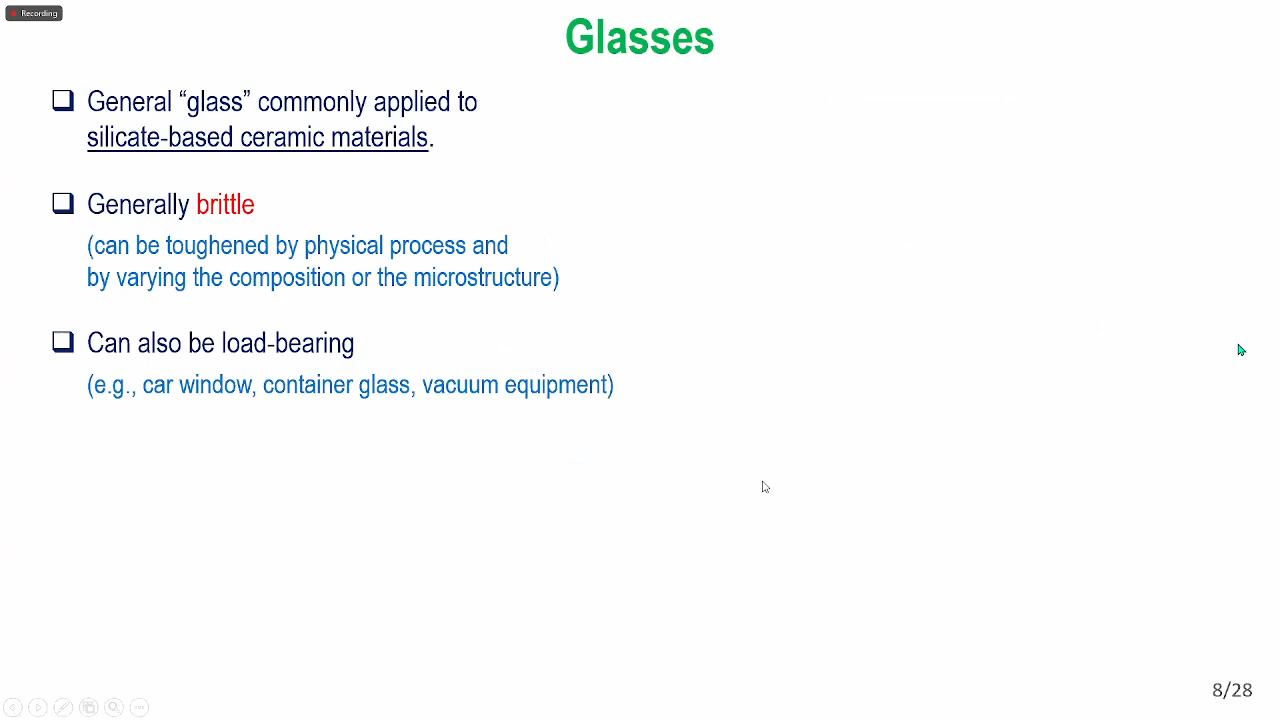 Recording
Glasses
General “glass” commonly applied to
silicate-based ceramic materials.
Generally brittle
(can be toughened by physical process and
by varying the composition or the microstructure)
Can also be load-bearing
(e.g., car window, container glass, vacuum equipment)
8/28